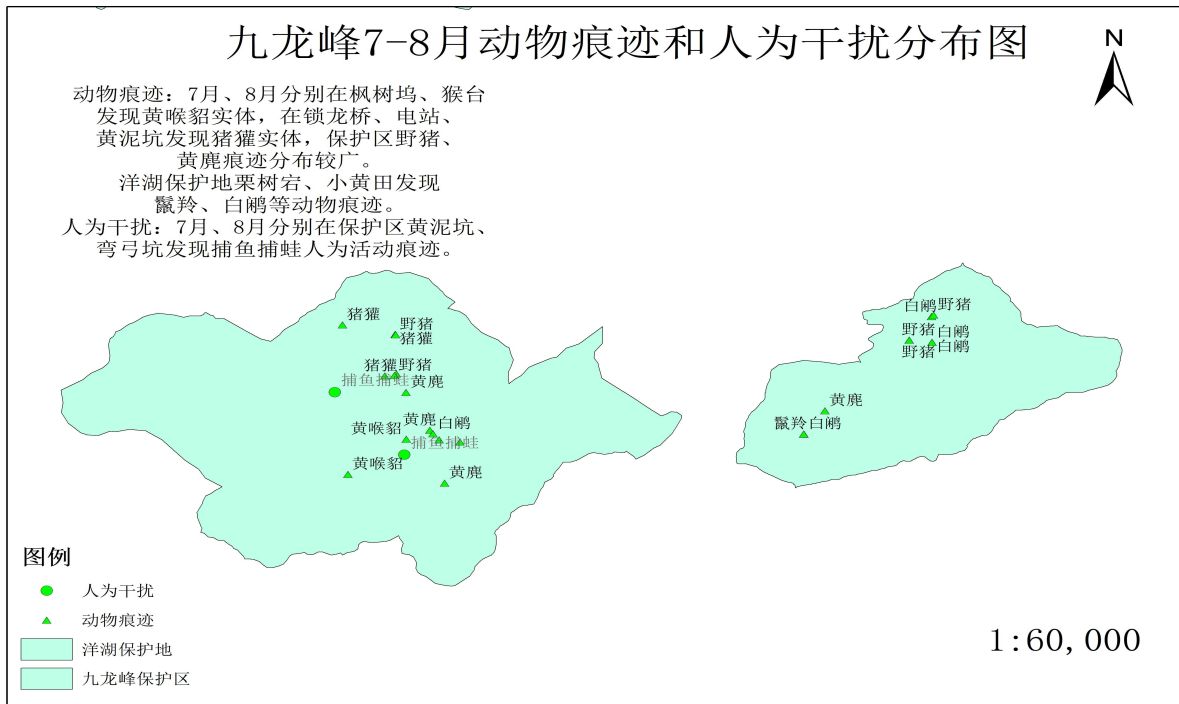 九龙峰7-8月动物痕迹和人为干扰分布图
N
动物痕迹：7月、8月分别在枫树坞、猴台
发现黄喉貂实体，在锁龙桥、电站、
黄泥坑发现猪獾实体，保护区野猪、
黄麂痕迹分布较广。
洋湖保护地栗树宕、小黄田发现
鬣羚、白鹇等动物痕迹。
人为干扰：7月、8月分别在保护区黄泥坑、
弯弓坑发现捕鱼捕蛙人为活动痕迹。
猪獾
野猪
猪獾
猪獾野猪
捕鱼捕蛙
黄麂
黄麂白鹇
黄喉貂
捕鱼捕蛙
黄喉貂
黄麂
白鹇野猪
野猪
白鹇
野猪
白鹇
黄麂
鬣羚白鹇
图例
人为干扰
动物痕迹
洋湖保护地
九龙峰保护区
1:60,000